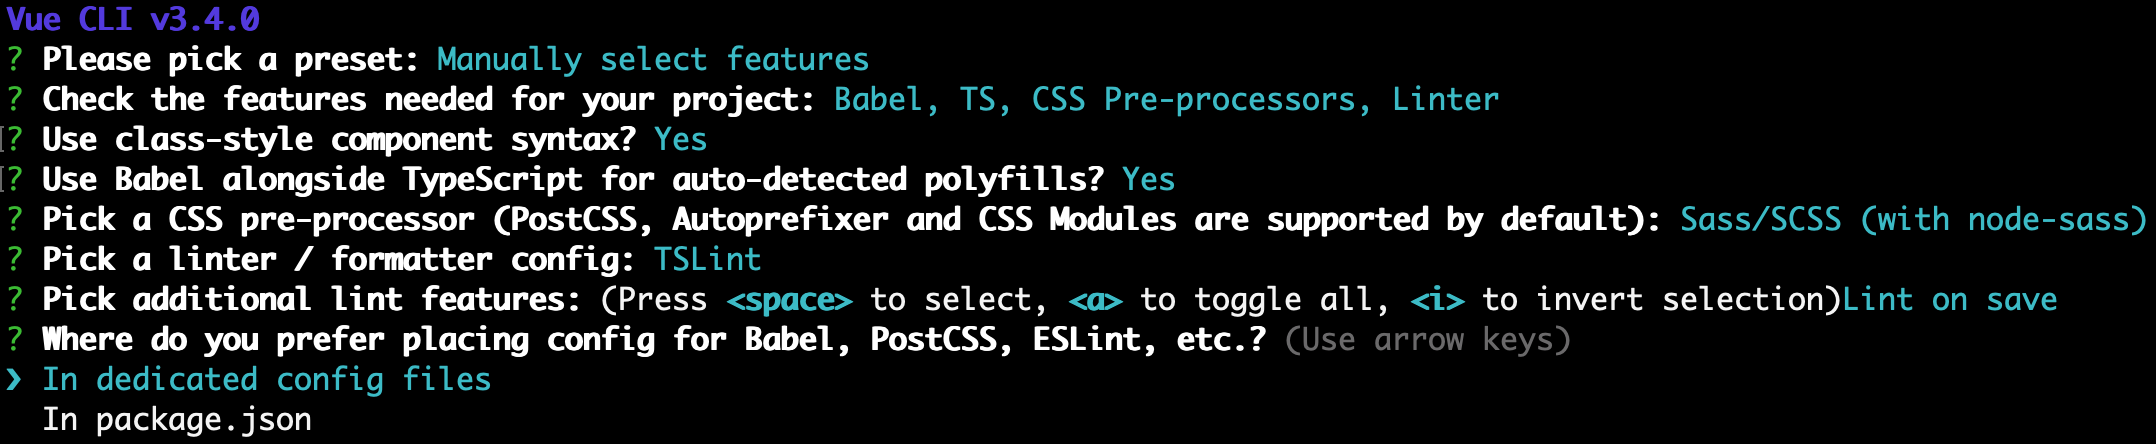 Vue CLI v3.4.0
? Please pick a preset: Manually select features
? Check the features needed for your project: Babel, TS, CSS Pre-processors, Linter
? Use class-style component syntax? Yes
? Use Babel alongside TypeScript for auto-detected polyfills? Yes
? Pick a CSS pre-processor (PostCSS, Autoprefixer and CSS Modules are supported by default): Sass/SCSS (with node-sass)
? Pick a linter / formatter config: TSLint
? Pick additional lint features: (Press <space> to select, <a> to toggle all, <i> to invert selection)Lint on save
? Where do you prefer placing config for Babel, PostCSS, ESLint, etc.? (Use arrow keys)
❯ In dedicated config files
In package.json